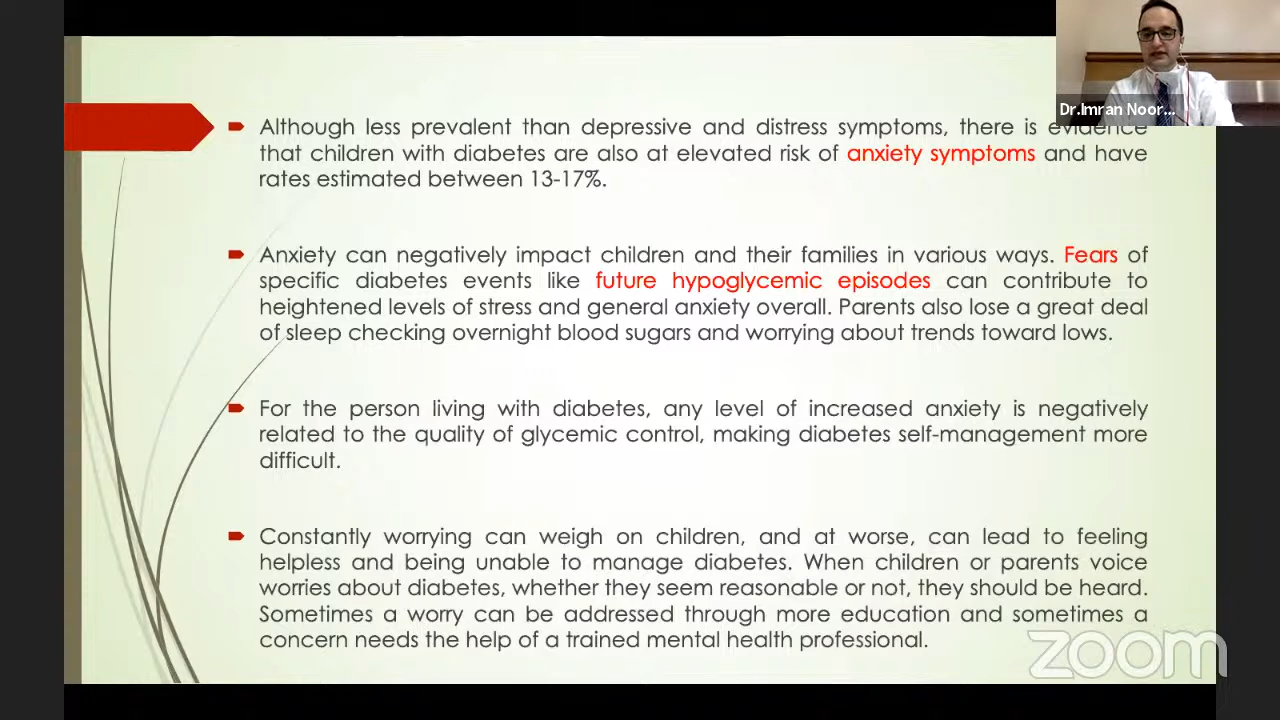 Dr.Imran Noor...
Although less prevalent than depressive and distress symptoms, there is evidence
that children with diabetes are also at elevated risk of anxiety symptoms and have
rates estimated between 13-17%.
Anxiety can negatively impact children and their families in various ways. Fears of
specific diabetes events like future hypoglycemic episodes can contribute to
heightened levels of stress and general anxiety overall. Parents also lose a great deal
of sleep checking overnight blood sugars and worrying about trends toward lows.
For the person living with diabetes, any level of increased anxiety is negatively
related to the quality of glycemic control, making diabetes self-management more
difficult.
Constantly worrying can weigh on children, and at worse, can lead to feeling
helpless and being unable to manage diabetes. When children or parents voice
worries about diabetes, whether they seem reasonable or not, they should be heard.
Sometimes a worry can be addressed through more education and sometimes a
concern needs the help of a trained mental health professional.
zoom